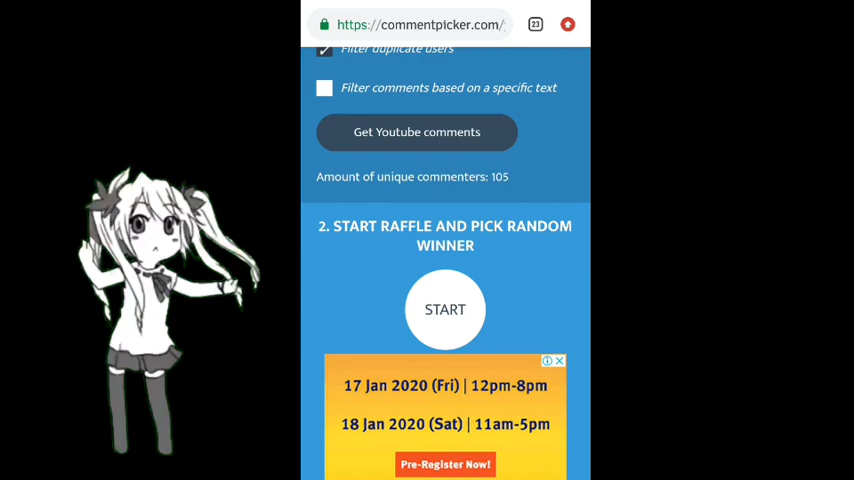 https://commentpicker.com/
23
Filter duplicate users
Filter comments based on a specific text
Get Youtube comments
Amount of unique commenters: 105
2. START RAFFLE AND PICK RANDOM
WINNER
START
17 Jan 2020 (Fri) | 12pm-8pm
18 Jan 2020 (Sat) | 11am-5pm
Pre-Register Now!